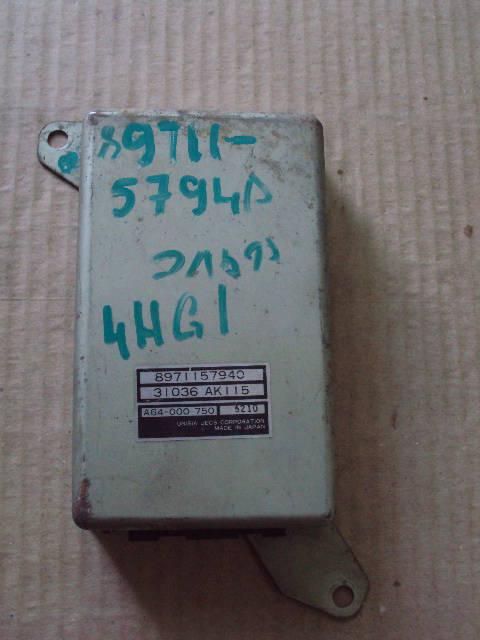 89711-
57940
4HG1
8971157940
31036 AK115
A64-000 750 5210
UNISIA JECS CORPORATION
MADE IN JAPAN